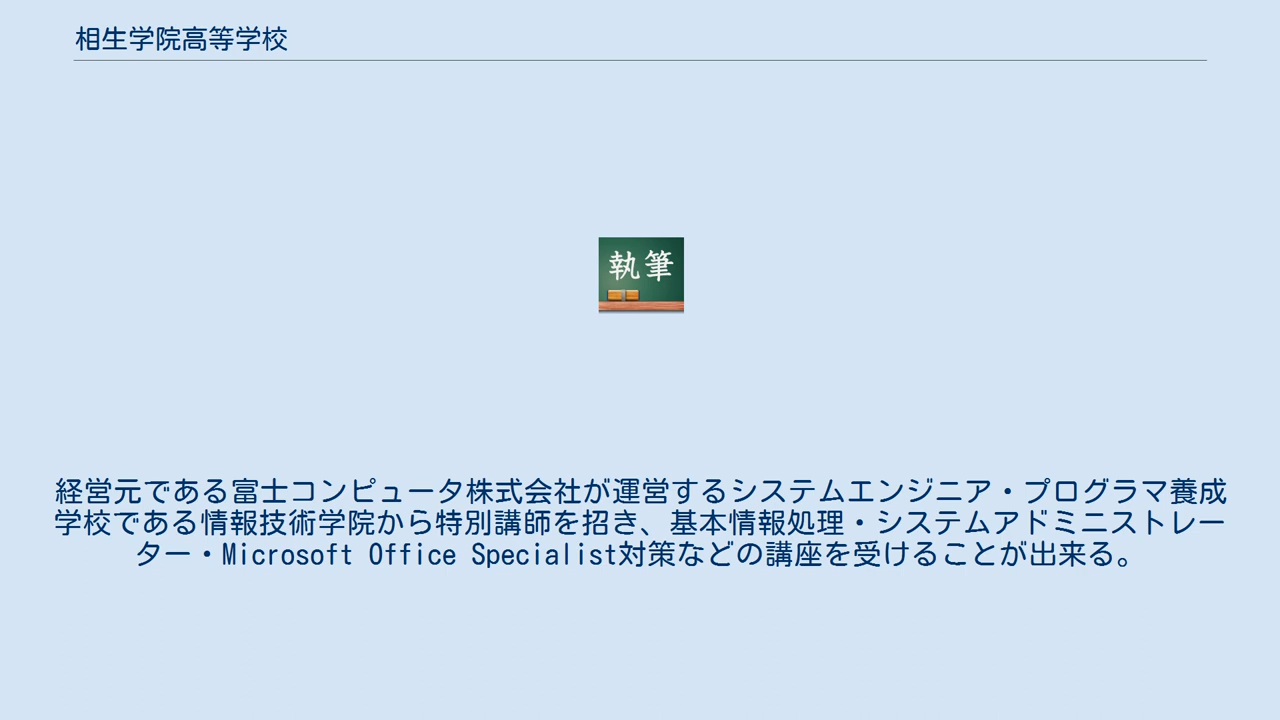 相生学院高等学校
執筆
経営元である富士コンピュータ株式会社が運営するシステムエンジニア・プログラマ養成
学校である情報技術学院から特別講師を招き、基本情報処理・システムアドミニストレー
ター・Microsoft Office Specialist対策などの講座を受けることが出来る。